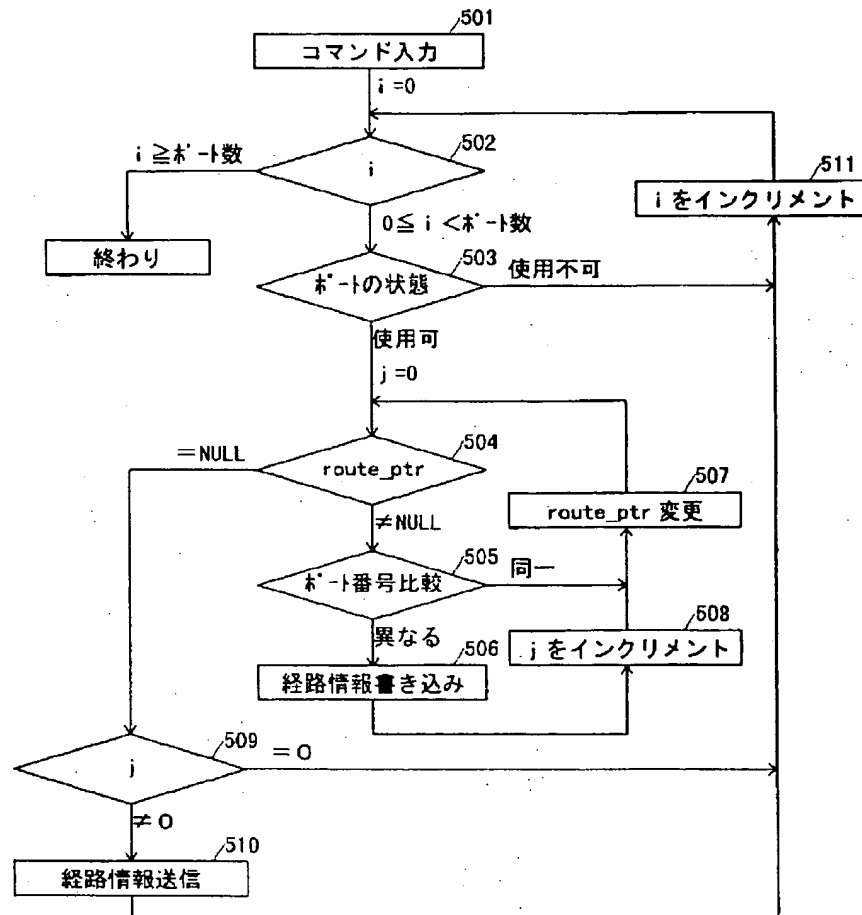 501
コマンド入力
i=0
502
i≧ポート数
i
511
iをインクリメント
0≦i<ポート数
終わり
503
使用不可
ポートの状態
使用可
j=0
504
=NULL
route_ptr
507
route_ptr 変更
≠NULL
505
同一
ポート番号比較
508
異なる
506
jをインクリメント
経路情報書き込み
509
=0
j
≠0
510
経路情報送信